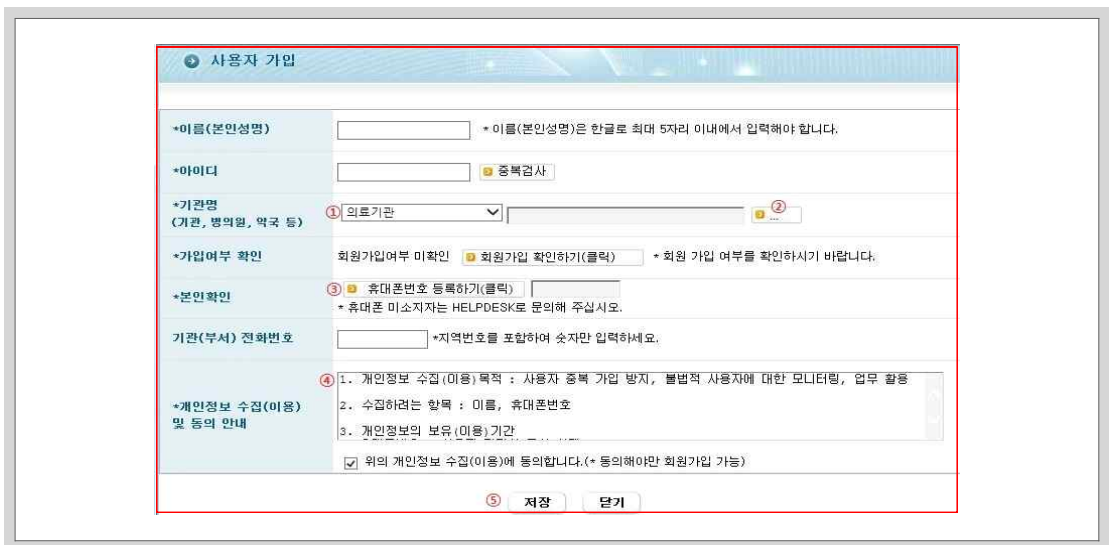 사용자 가입
*이름(본인성명)
* 이름(본인성명)은 한글로 최대 5자리 이내에서 입력해야 합니다.
*아이디
중복검사
*기관명
(기관, 병의원, 약국 등)
① 의료기관
② ...
*가입여부 확인
회원가입여부 미확인 회원가입 확인하기(클릭) * 회원 가입 여부를 확인하시기 바랍니다.
*본인확인
③ 휴대폰번호 등록하기(클릭)
* 휴대폰 미소지자는 HELPDESK로 문의해 주십시오.
기관(부서) 전화번호
*지역번호를 포함하여 숫자만 입력하세요.
*개인정보 수집(이용)
및 동의 안내
④ 1. 개인정보 수집(이용)목적 : 사용자 중복 가입 방지, 불법적 사용자에 대한 모니터링, 업무 활용
2. 수집하려는 항목 : 이름, 휴대폰번호
3. 개인정보의 보유(이용)기간
위의 개인정보 수집(이용)에 동의합니다.(* 동의해야만 회원가입 가능)
⑤ 저장 닫기